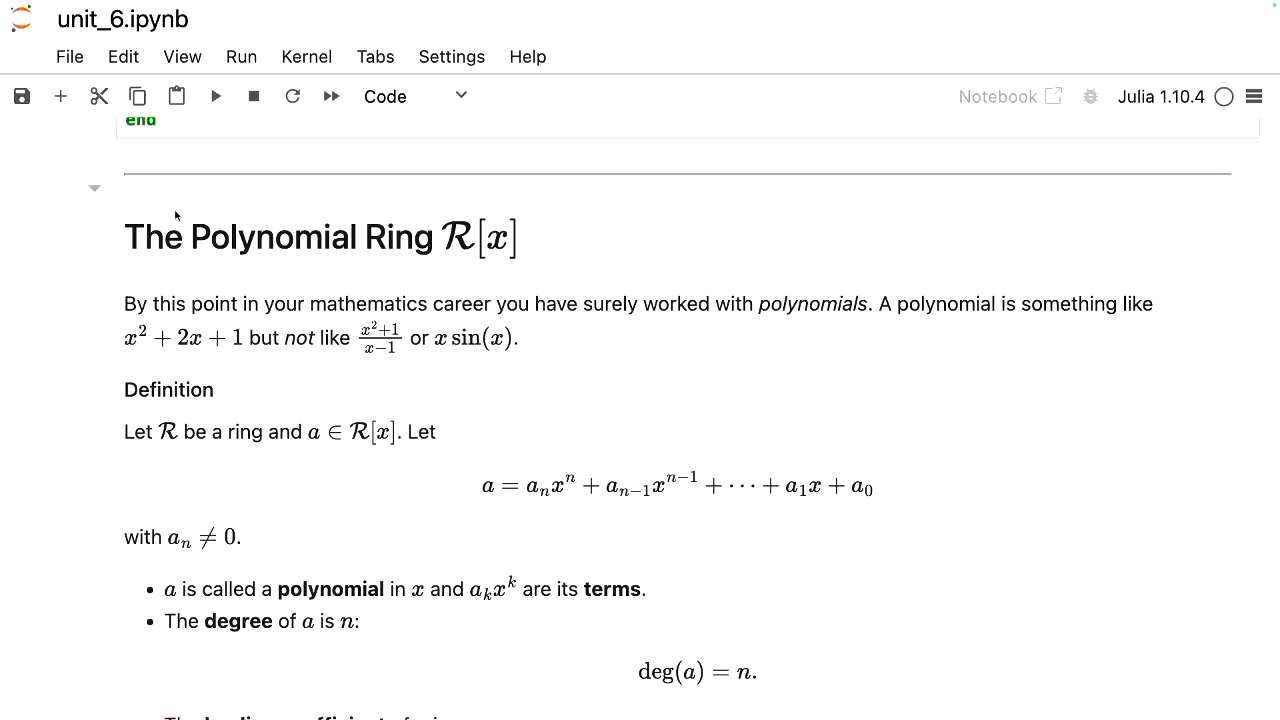 unit_6.ipynb
File Edit View Run Kernel Tabs Settings Help
Code Notebook Julia 1.10.4
end
The Polynomial Ring ℛ[x]
By this point in your mathematics career you have surely worked with polynomials. A polynomial is something like
x² + 2x + 1 but not like (x²+1)/(x−1) or x sin(x).
Definition
Let ℛ be a ring and a ∈ ℛ[x]. Let
a = aₙxⁿ + aₙ₋₁xⁿ⁻¹ + ⋯ + a₁x + a₀
with aₙ ≠ 0.
• a is called a polynomial in x and aₖxᵏ are its terms.
• The degree of a is n:
deg(a) = n.